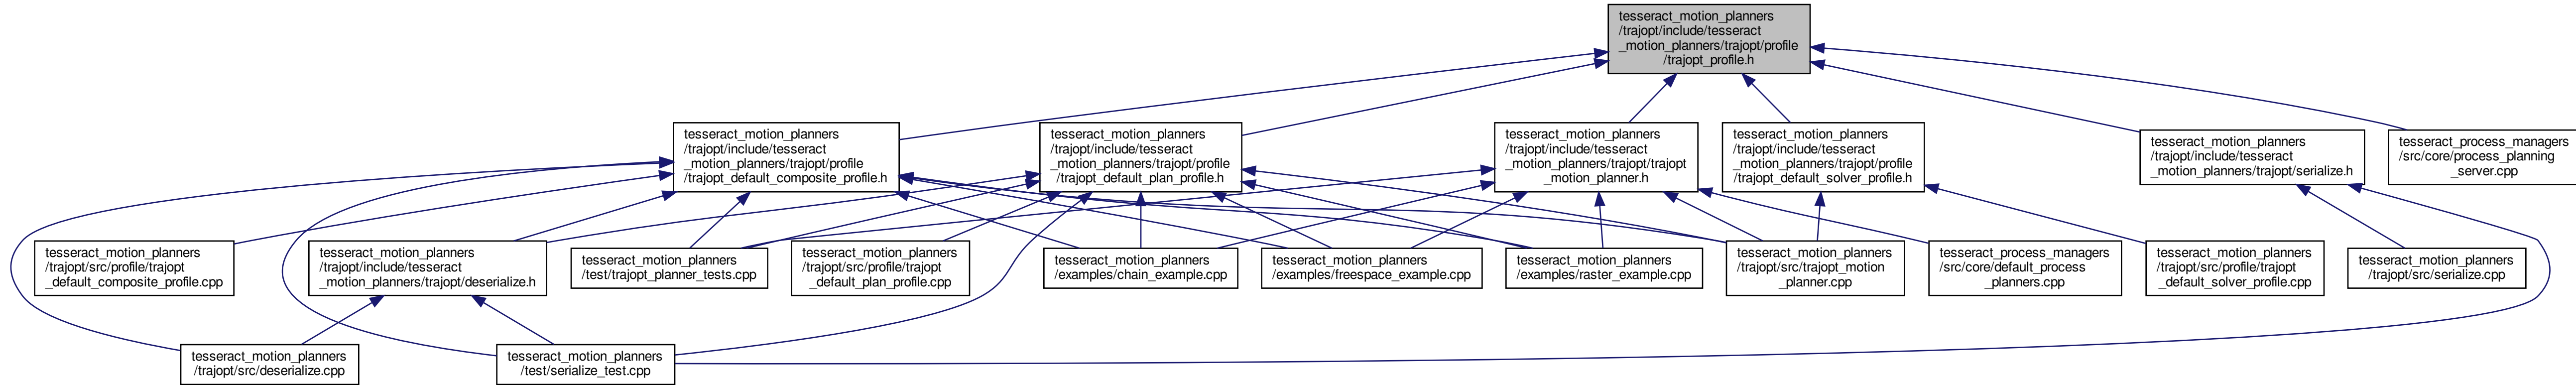 tesseract_motion_planners
/trajopt/include/tesseract
_motion_planners/trajopt/profile
/trajopt_profile.h
tesseract_motion_planners
/trajopt/include/tesseract
_motion_planners/trajopt/profile
/trajopt_default_composite_profile.h
tesseract_motion_planners
/trajopt/include/tesseract
_motion_planners/trajopt/profile
/trajopt_default_plan_profile.h
tesseract_motion_planners
/trajopt/include/tesseract
_motion_planners/trajopt/trajopt
_motion_planner.h
tesseract_motion_planners
/trajopt/include/tesseract
_motion_planners/trajopt/profile
/trajopt_default_solver_profile.h
tesseract_motion_planners
/trajopt/include/tesseract
_motion_planners/trajopt/serialize.h
tesseract_process_managers
/src/core/process_planning
_server.cpp
tesseract_motion_planners
/trajopt/src/profile/trajopt
_default_composite_profile.cpp
tesseract_motion_planners
/trajopt/include/tesseract
_motion_planners/trajopt/deserialize.h
tesseract_motion_planners
/test/trajopt_planner_tests.cpp
tesseract_motion_planners
/trajopt/src/profile/trajopt
_default_plan_profile.cpp
tesseract_motion_planners
/examples/chain_example.cpp
tesseract_motion_planners
/examples/freespace_example.cpp
tesseract_motion_planners
/examples/raster_example.cpp
tesseract_motion_planners
/trajopt/src/trajopt_motion
_planner.cpp
tesseract_process_managers
/src/core/default_process
_planners.cpp
tesseract_motion_planners
/trajopt/src/profile/trajopt
_default_solver_profile.cpp
tesseract_motion_planners
/trajopt/src/serialize.cpp
tesseract_motion_planners
/trajopt/src/deserialize.cpp
tesseract_motion_planners
/test/serialize_test.cpp